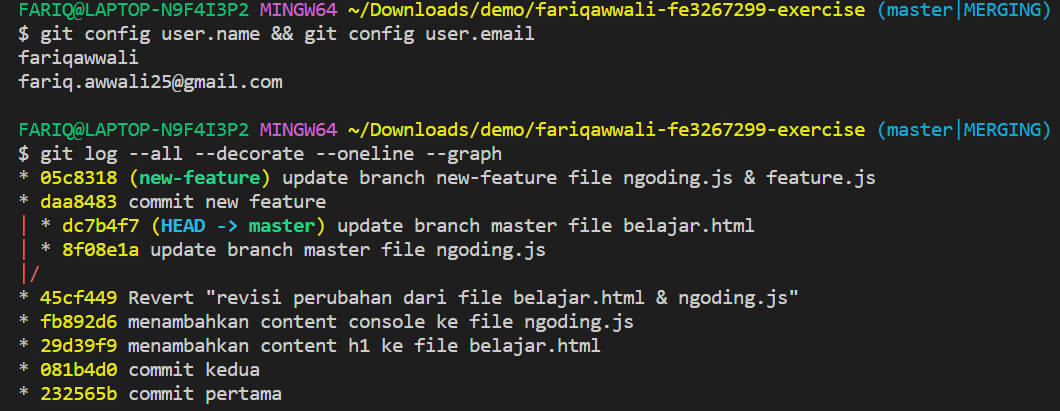 FARIQ@LAPTOP-N9F4I3P2 MINGW64 ~/Downloads/demo/fariqawwali-fe3267299-exercise (master|MERGING)
$ git config user.name && git config user.email
fariqawwali
fariq.awwali25@gmail.com
FARIQ@LAPTOP-N9F4I3P2 MINGW64 ~/Downloads/demo/fariqawwali-fe3267299-exercise (master|MERGING)
$ git log --all --decorate --oneline --graph
* 05c8318 (new-feature) update branch new-feature file ngoding.js & feature.js
* daa8483 commit new feature
| * dc7b4f7 (HEAD -> master) update branch master file belajar.html
| * 8f08e1a update branch master file ngoding.js
|/
* 45cf449 Revert "revisi perubahan dari file belajar.html & ngoding.js"
* fb892d6 menambahkan content console ke file ngoding.js
* 29d39f9 menambahkan content h1 ke file belajar.html
* 081b4d0 commit kedua
* 232565b commit pertama